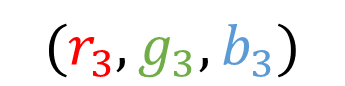 (r₃, g₃, b₃)